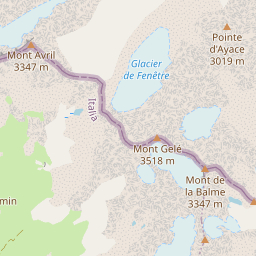 Glacier
de Fenêtre
Pointe
d'Ayace
3019 m
Mont Avril
3347 m
Italia
Mont Gelé
3518 m
Mont de
la Balme
3347 m
min